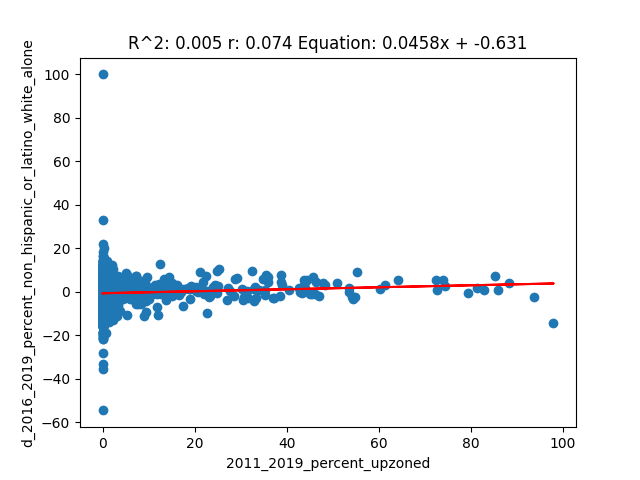 R^2: 0.005 r: 0.074 Equation: 0.0458x + -0.631
d_2016_2019_percent_non_hispanic_or_latino_white_alone
100
80
60
40
20
0
−20
−40
−60
0 20 40 60 80 100
2011_2019_percent_upzoned